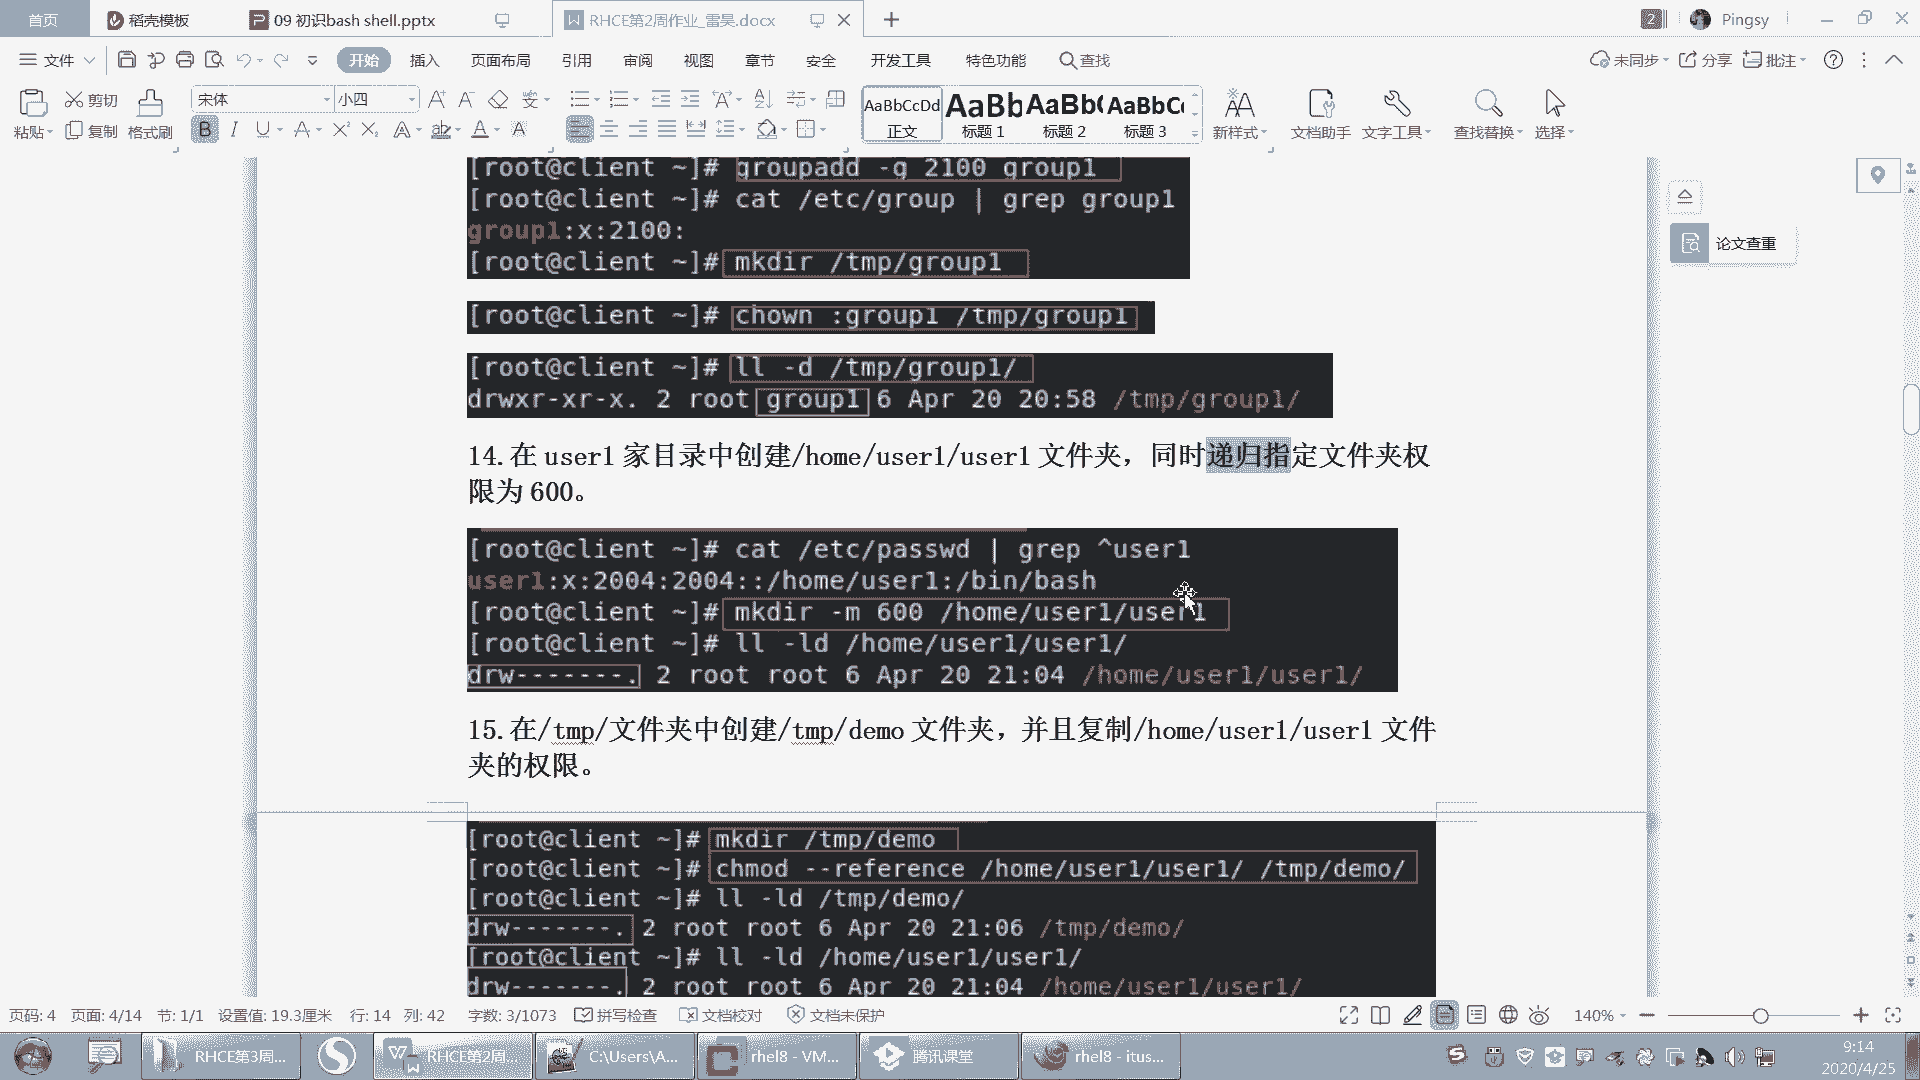 首页 稻壳模板 09 初识bash shell.pptx RHCE第2周作业_雷昊.docx 2 Pingsy
文件 开始 插入 页面布局 引用 审阅 视图 章节 安全 开发工具 特色功能 查找 未同步 分享 批注
粘贴 剪切 复制 格式刷 宋体 小四 AaBbCcDd 正文 AaBb 标题 1 AaBb( 标题 2 AaBbC 标题 3 新样式 文档助手 文字工具 查找替换 选择
[root@client ~]# groupadd -g 2100 group1
[root@client ~]# cat /etc/group | grep group1
group1:x:2100:
[root@client ~]# mkdir /tmp/group1
[root@client ~]# chown :group1 /tmp/group1
[root@client ~]# ll -d /tmp/group1/
drwxr-xr-x. 2 root group1 6 Apr 20 20:58 /tmp/group1/
论文查重
14.在 user1 家目录中创建/home/user1/user1 文件夹，同时递归指定文件夹权
限为 600。
[root@client ~]# cat /etc/passwd | grep ^user1
user1:x:2004:2004::/home/user1:/bin/bash
[root@client ~]# mkdir -m 600 /home/user1/user1
[root@client ~]# ll -ld /home/user1/user1/
drw-------. 2 root root 6 Apr 20 21:04 /home/user1/user1/
15.在/tmp/文件夹中创建/tmp/demo 文件夹，并且复制/home/user1/user1 文件
夹的权限。
[root@client ~]# mkdir /tmp/demo
[root@client ~]# chmod --reference /home/user1/user1/ /tmp/demo/
[root@client ~]# ll -ld /tmp/demo/
drw-------. 2 root root 6 Apr 20 21:06 /tmp/demo/
[root@client ~]# ll -ld /home/user1/user1/
drw-------. 2 root root 6 Apr 20 21:04 /home/user1/user1/
页码: 4 页面: 4/14 节: 1/1 设置值: 19.3厘米 行: 14 列: 42 字数: 3/1073 拼写检查 文档校对 文档未保护 140%
RHCE第3周... RHCE第2周... C:\Users\A... rhel8 - VM... 腾讯课堂 rhel8 - itus... 9:14
2020/4/25